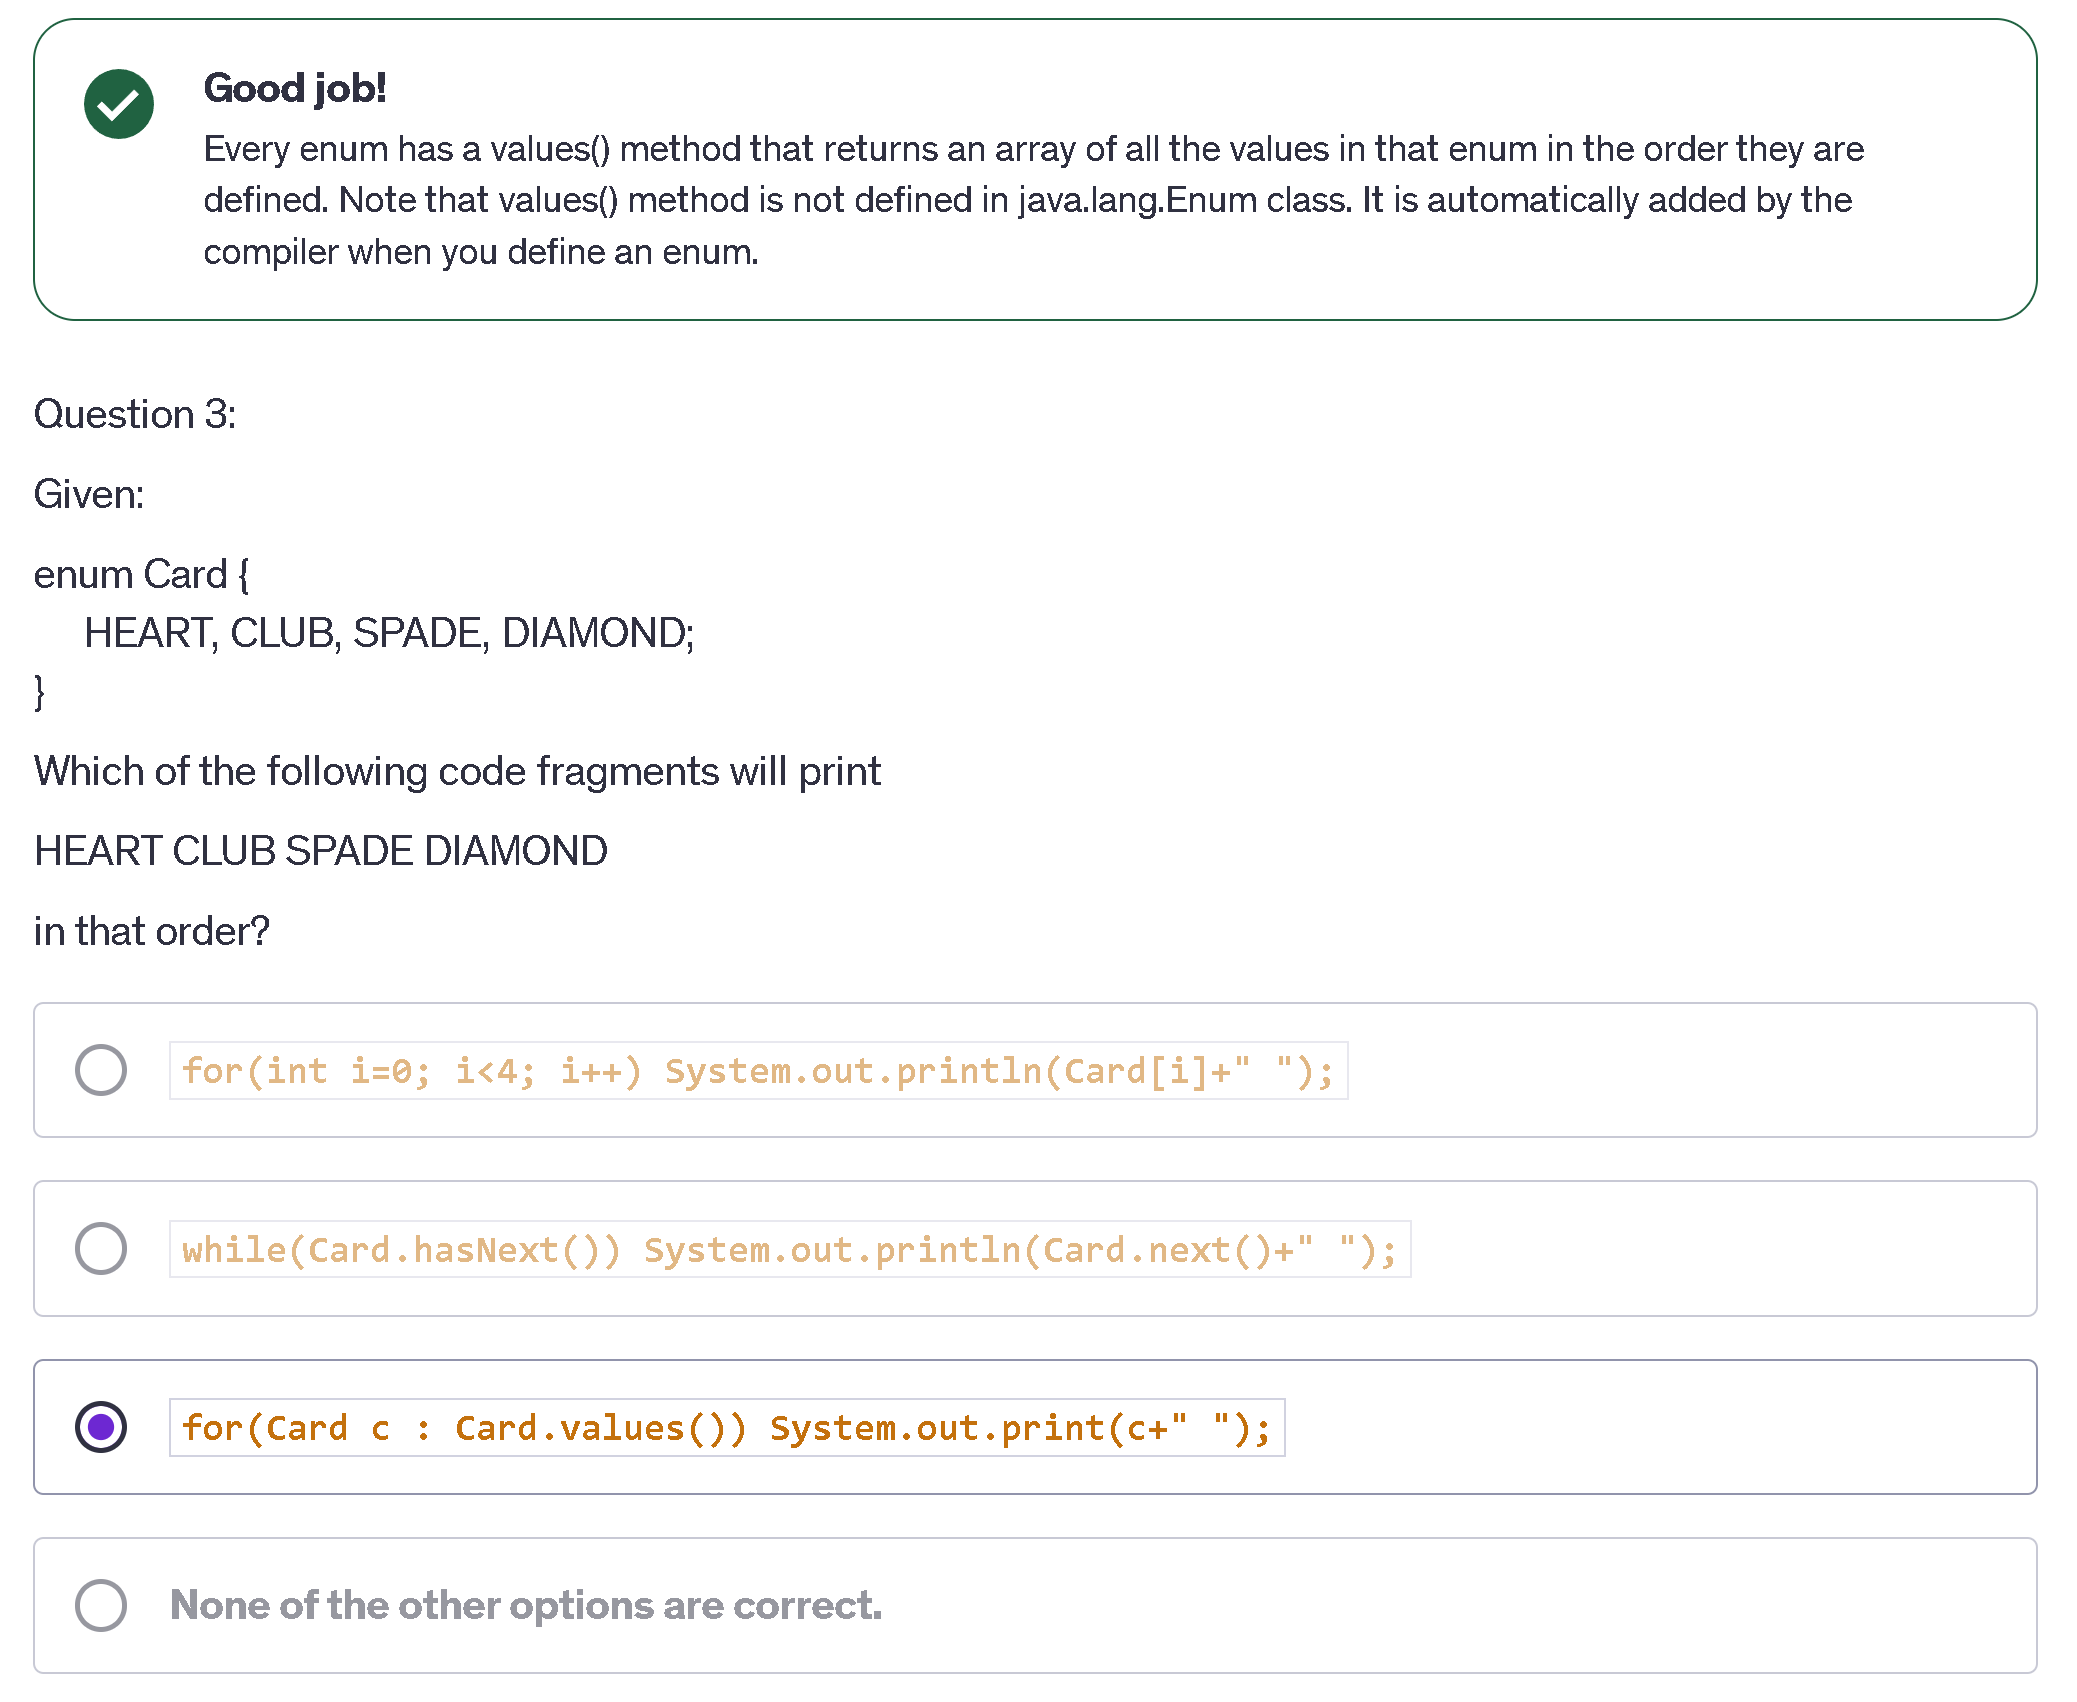 Good job!
Every enum has a values() method that returns an array of all the values in that enum in the order they are
defined. Note that values() method is not defined in java.lang.Enum class. It is automatically added by the
compiler when you define an enum.
Question 3:
Given:
enum Card {
HEART, CLUB, SPADE, DIAMOND;
}
Which of the following code fragments will print
HEART CLUB SPADE DIAMOND
in that order?
for(int i=0; i<4; i++) System.out.println(Card[i]+" ");
while(Card.hasNext()) System.out.println(Card.next()+" ");
for(Card c : Card.values()) System.out.print(c+" ");
None of the other options are correct.